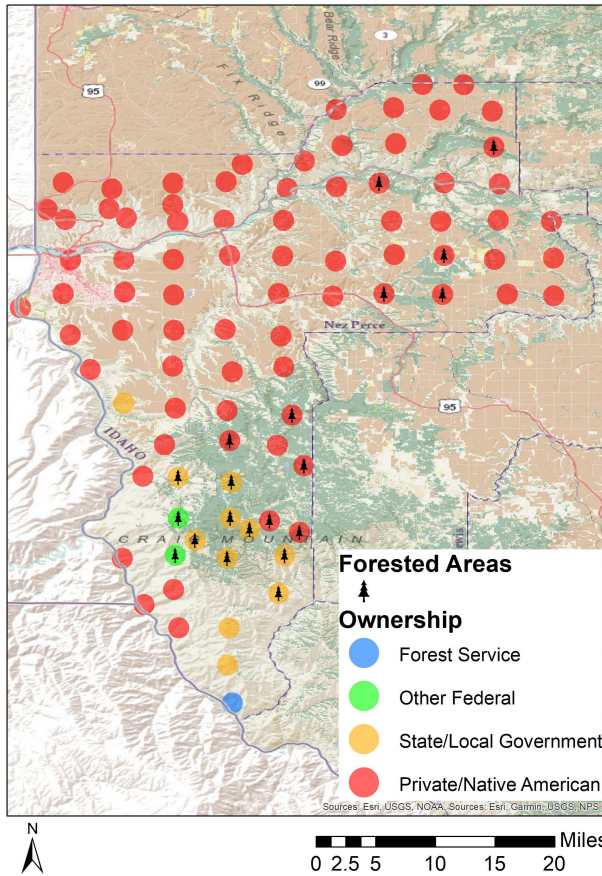 3
Bear Ridge
95
99
Fix Ridge
Nez Perce
95
IDAHO
CRAIG MOUNTAIN
Forested Areas
Ownership
Forest Service
Other Federal
State/Local Government
Private/Native American
Sources: Esri, USGS, NOAA, Sources: Esri, Garmin, USGS, NPS
N
Miles
0 2.5 5 10 15 20